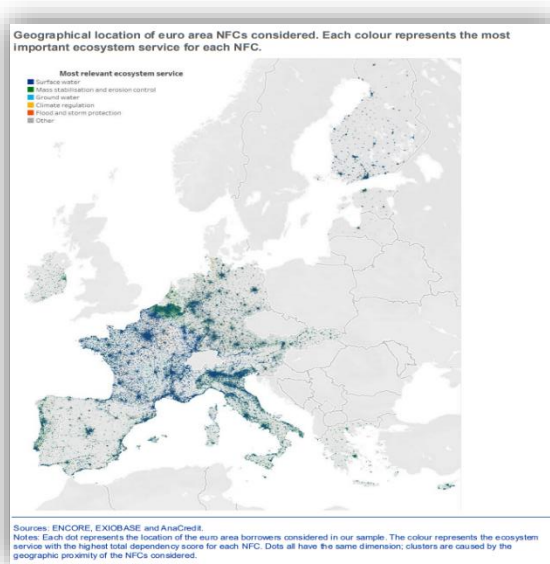 Geographical location of euro area NFCs considered. Each colour represents the most
important ecosystem service for each NFC.
Most relevant ecosystem service
Surface water
Mass stabilisation and erosion control
Ground water
Climate regulation
Flood and storm protection
Other
Sources: ENCORE, EXIOBASE and AnaCredit.
Notes: Each dot represents the location of the euro area borrowers considered in our sample. The colour represents the ecosystem
service with the highest total dependency score for each NFC. Dots all have the same dimension; clusters are caused by the
geographic proximity of the NFCs considered.